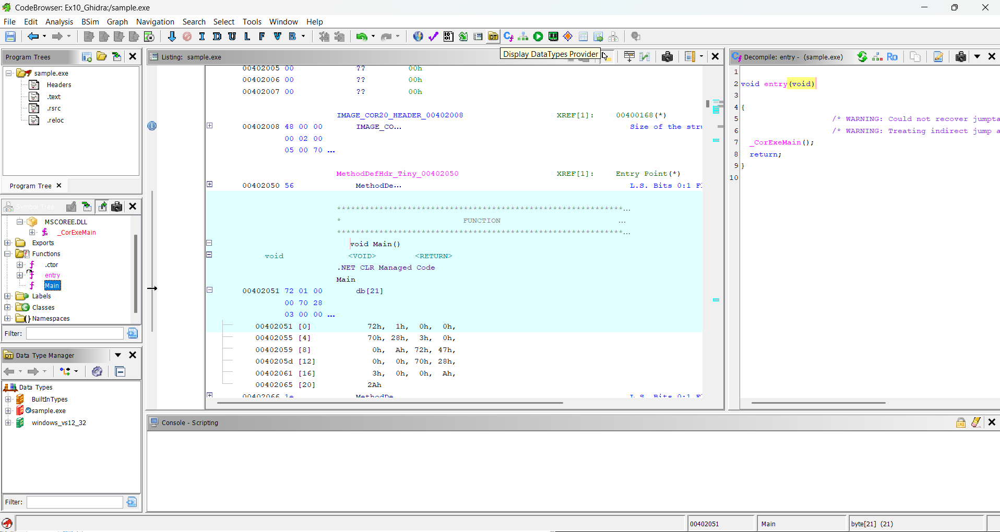 CodeBrowser: Ex10_Ghidra:/sample.exe
File Edit Analysis BSim Graph Navigation Search Select Tools Window Help
I D U L F V B
Display DataTypes Provider
Program Trees
sample.exe
Headers
.text
.rsrc
.reloc
Program Tree
Symbol Tree
MSCOREE.DLL
_CorExeMain
Exports
Functions
.ctor
entry
Main
Labels
Classes
Namespaces
Filter:
Data Type Manager
Data Types
BuiltInTypes
sample.exe
windows_vs12_32
Filter:
Listing: sample.exe
00402005 00 ?? 00h
00402006 00 ?? 00h
00402007 00 ?? 00h
IMAGE_COR20_HEADER_00402008 XREF[1]: 00400168(*)
00402008 48 00 00 IMAGE_CO... Size of the stru
00 02 00
05 00 70 ...
MethodDefHdr_Tiny_00402050 XREF[1]: Entry Point(*)
00402050 56 MethodDe... L.S. Bits 0:1 F
*************************************************************...
* FUNCTION ...
*************************************************************...
void Main()
void <VOID> <RETURN>
.NET CLR Managed Code
Main
00402051 72 01 00 db[21]
00 70 28
03 00 00 ...
00402051 [0] 72h, 1h, 0h, 0h,
00402055 [4] 70h, 28h, 3h, 0h,
00402059 [8] 0h, Ah, 72h, 47h,
0040205d [12] 0h, 0h, 70h, 28h,
00402061 [16] 3h, 0h, 0h, Ah,
00402065 [20] 2Ah
00402066 1e MethodDe L.S. Bits 0:1 F
Decompile: entry - (sample.exe)
Ro
1
2 void entry(void)
3
4 {
5 /* WARNING: Could not recover jumpta
6 /* WARNING: Treating indirect jump a
7 _CorExeMain();
8 return;
9 }
10
Console - Scripting
00402051 Main byte[21] (21)